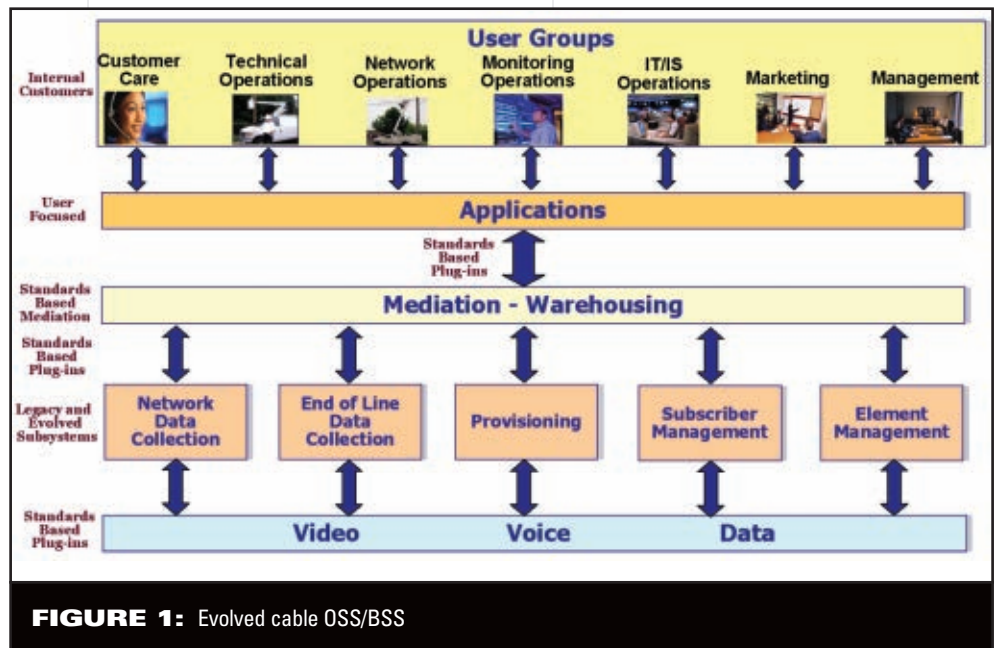 User Groups
Customer Care
Technical Operations
Network Operations
Monitoring Operations
IT/IS Operations
Marketing
Management
Internal Customers
User Focused
Applications
Standards Based Plug-ins
Standards Based Mediation
Mediation - Warehousing
Standards Based Plug-ins
Legacy and Evolved Subsystems
Network Data Collection
End of Line Data Collection
Provisioning
Subscriber Management
Element Management
Standards Based Plug-ins
Video
Voice
Data
FIGURE 1: Evolved cable OSS/BSS